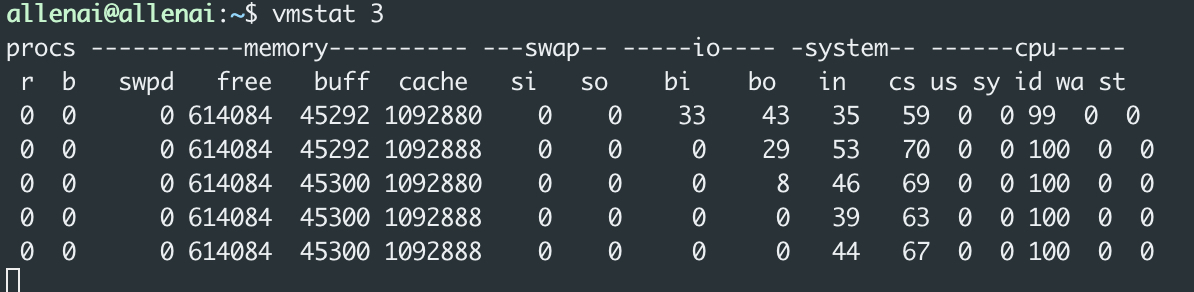 allenai@allenai:~$ vmstat 3
procs -----------memory---------- ---swap-- -----io---- -system-- ------cpu-----
 r  b   swpd   free   buff  cache   si   so    bi    bo   in   cs us sy id wa st
 0  0      0 614084  45292 1092880    0    0    33    43   35   59  0  0 99  0  0
 0  0      0 614084  45292 1092888    0    0     0    29   53   70  0  0 100  0  0
 0  0      0 614084  45300 1092880    0    0     0     8   46   69  0  0 100  0  0
 0  0      0 614084  45300 1092888    0    0     0     0   39   63  0  0 100  0  0
 0  0      0 614084  45300 1092888    0    0     0     0   44   67  0  0 100  0  0